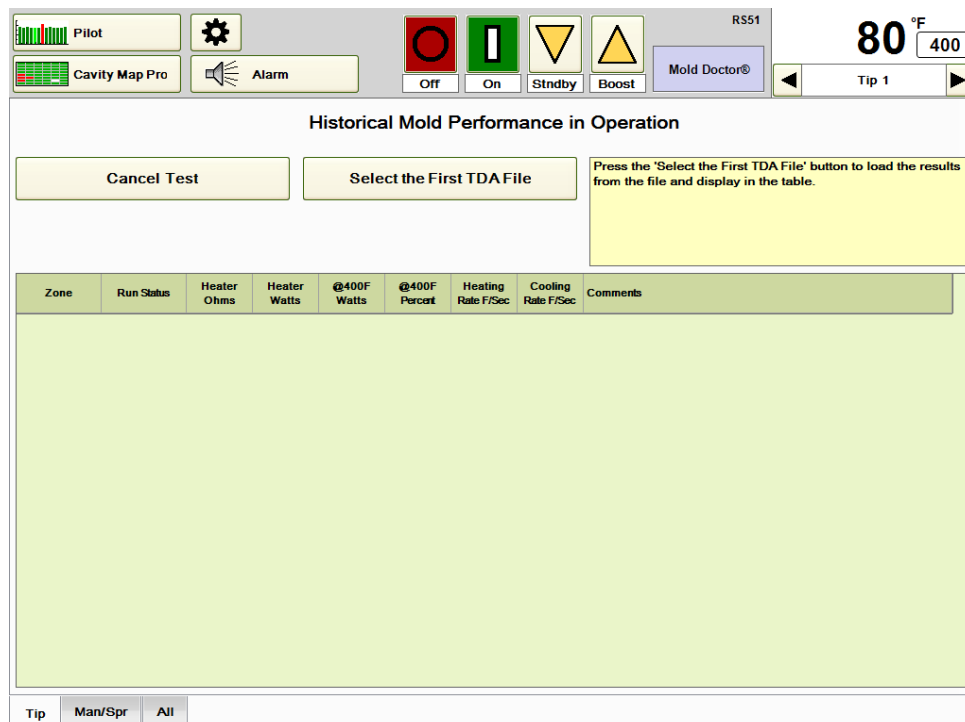 Pilot
Cavity Map Pro
Alarm
Off
On
Stndby
Boost
RS51
Mold Doctor®
80 °F
400
Tip 1
Historical Mold Performance in Operation
Cancel Test
Select the First TDA File
Press the 'Select the First TDA File' button to load the results
from the file and display in the table.
Zone
Run Status
Heater
Ohms
Heater
Watts
@400F
Watts
@400F
Percent
Heating
Rate F/Sec
Cooling
Rate F/Sec
Comments
Tip
Man/Spr
All